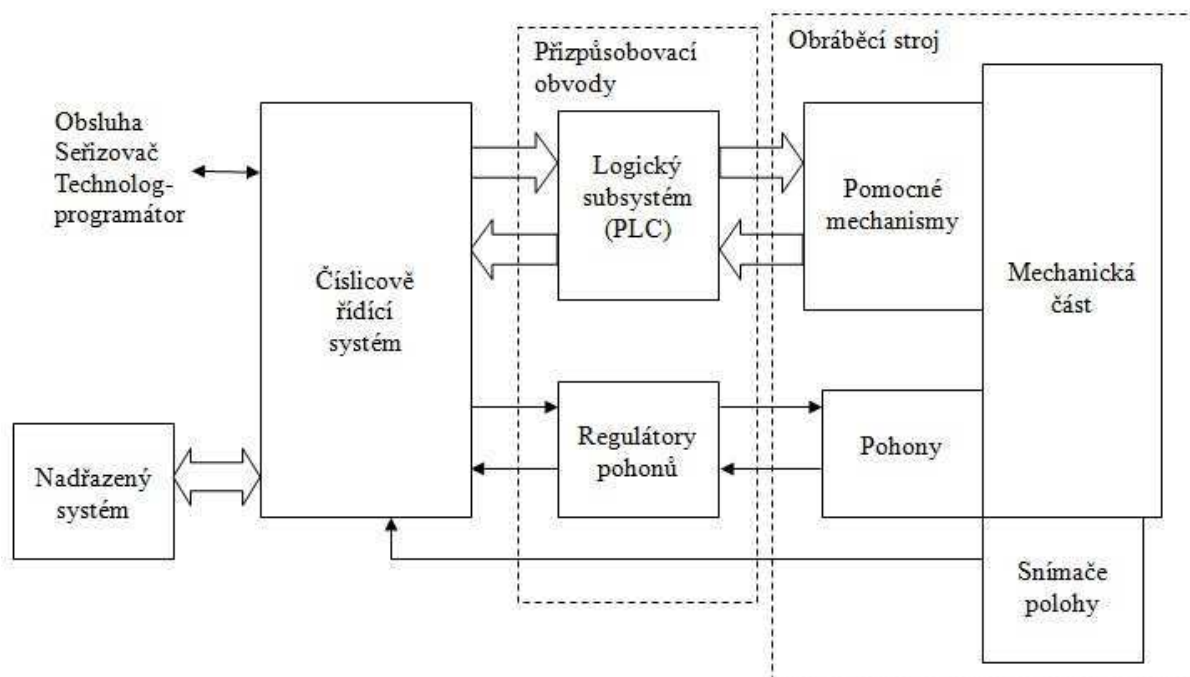 Přizpůsobovací
obvody
Obráběcí stroj
Obsluha
Seřizovač
Technolog-
programátor
Číslicově
řídící
systém
Logický
subsystém
(PLC)
Pomocné
mechanismy
Mechanická
část
Nadřazený
systém
Regulátory
pohonů
Pohony
Snímače
polohy